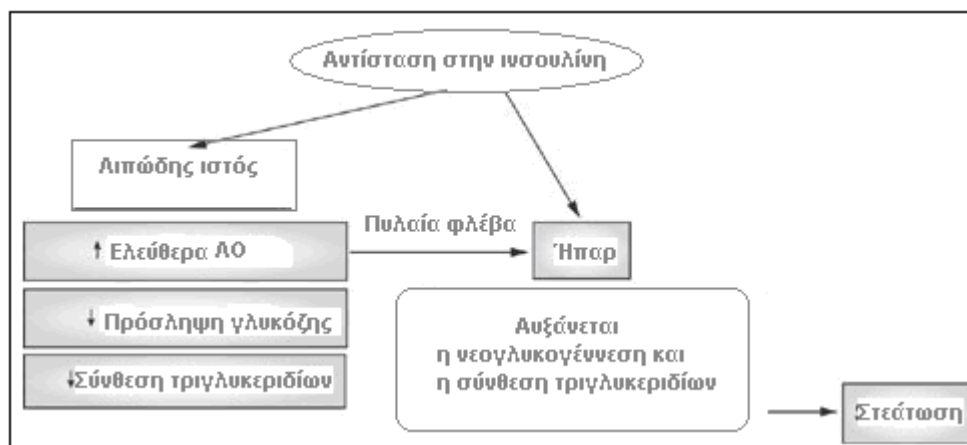 Αντίσταση στην ινσουλίνη
Λιπώδης ιστός
Πυλαία φλέβα
↑ Ελεύθερα ΛΟ
Ήπαρ
↓ Πρόσληψη γλυκόζης
↓Σύνθεση τριγλυκεριδίων
Αυξάνεται
η νεογλυκογέννεση και
η σύνθεση τριγλυκεριδίων
Στεάτωση